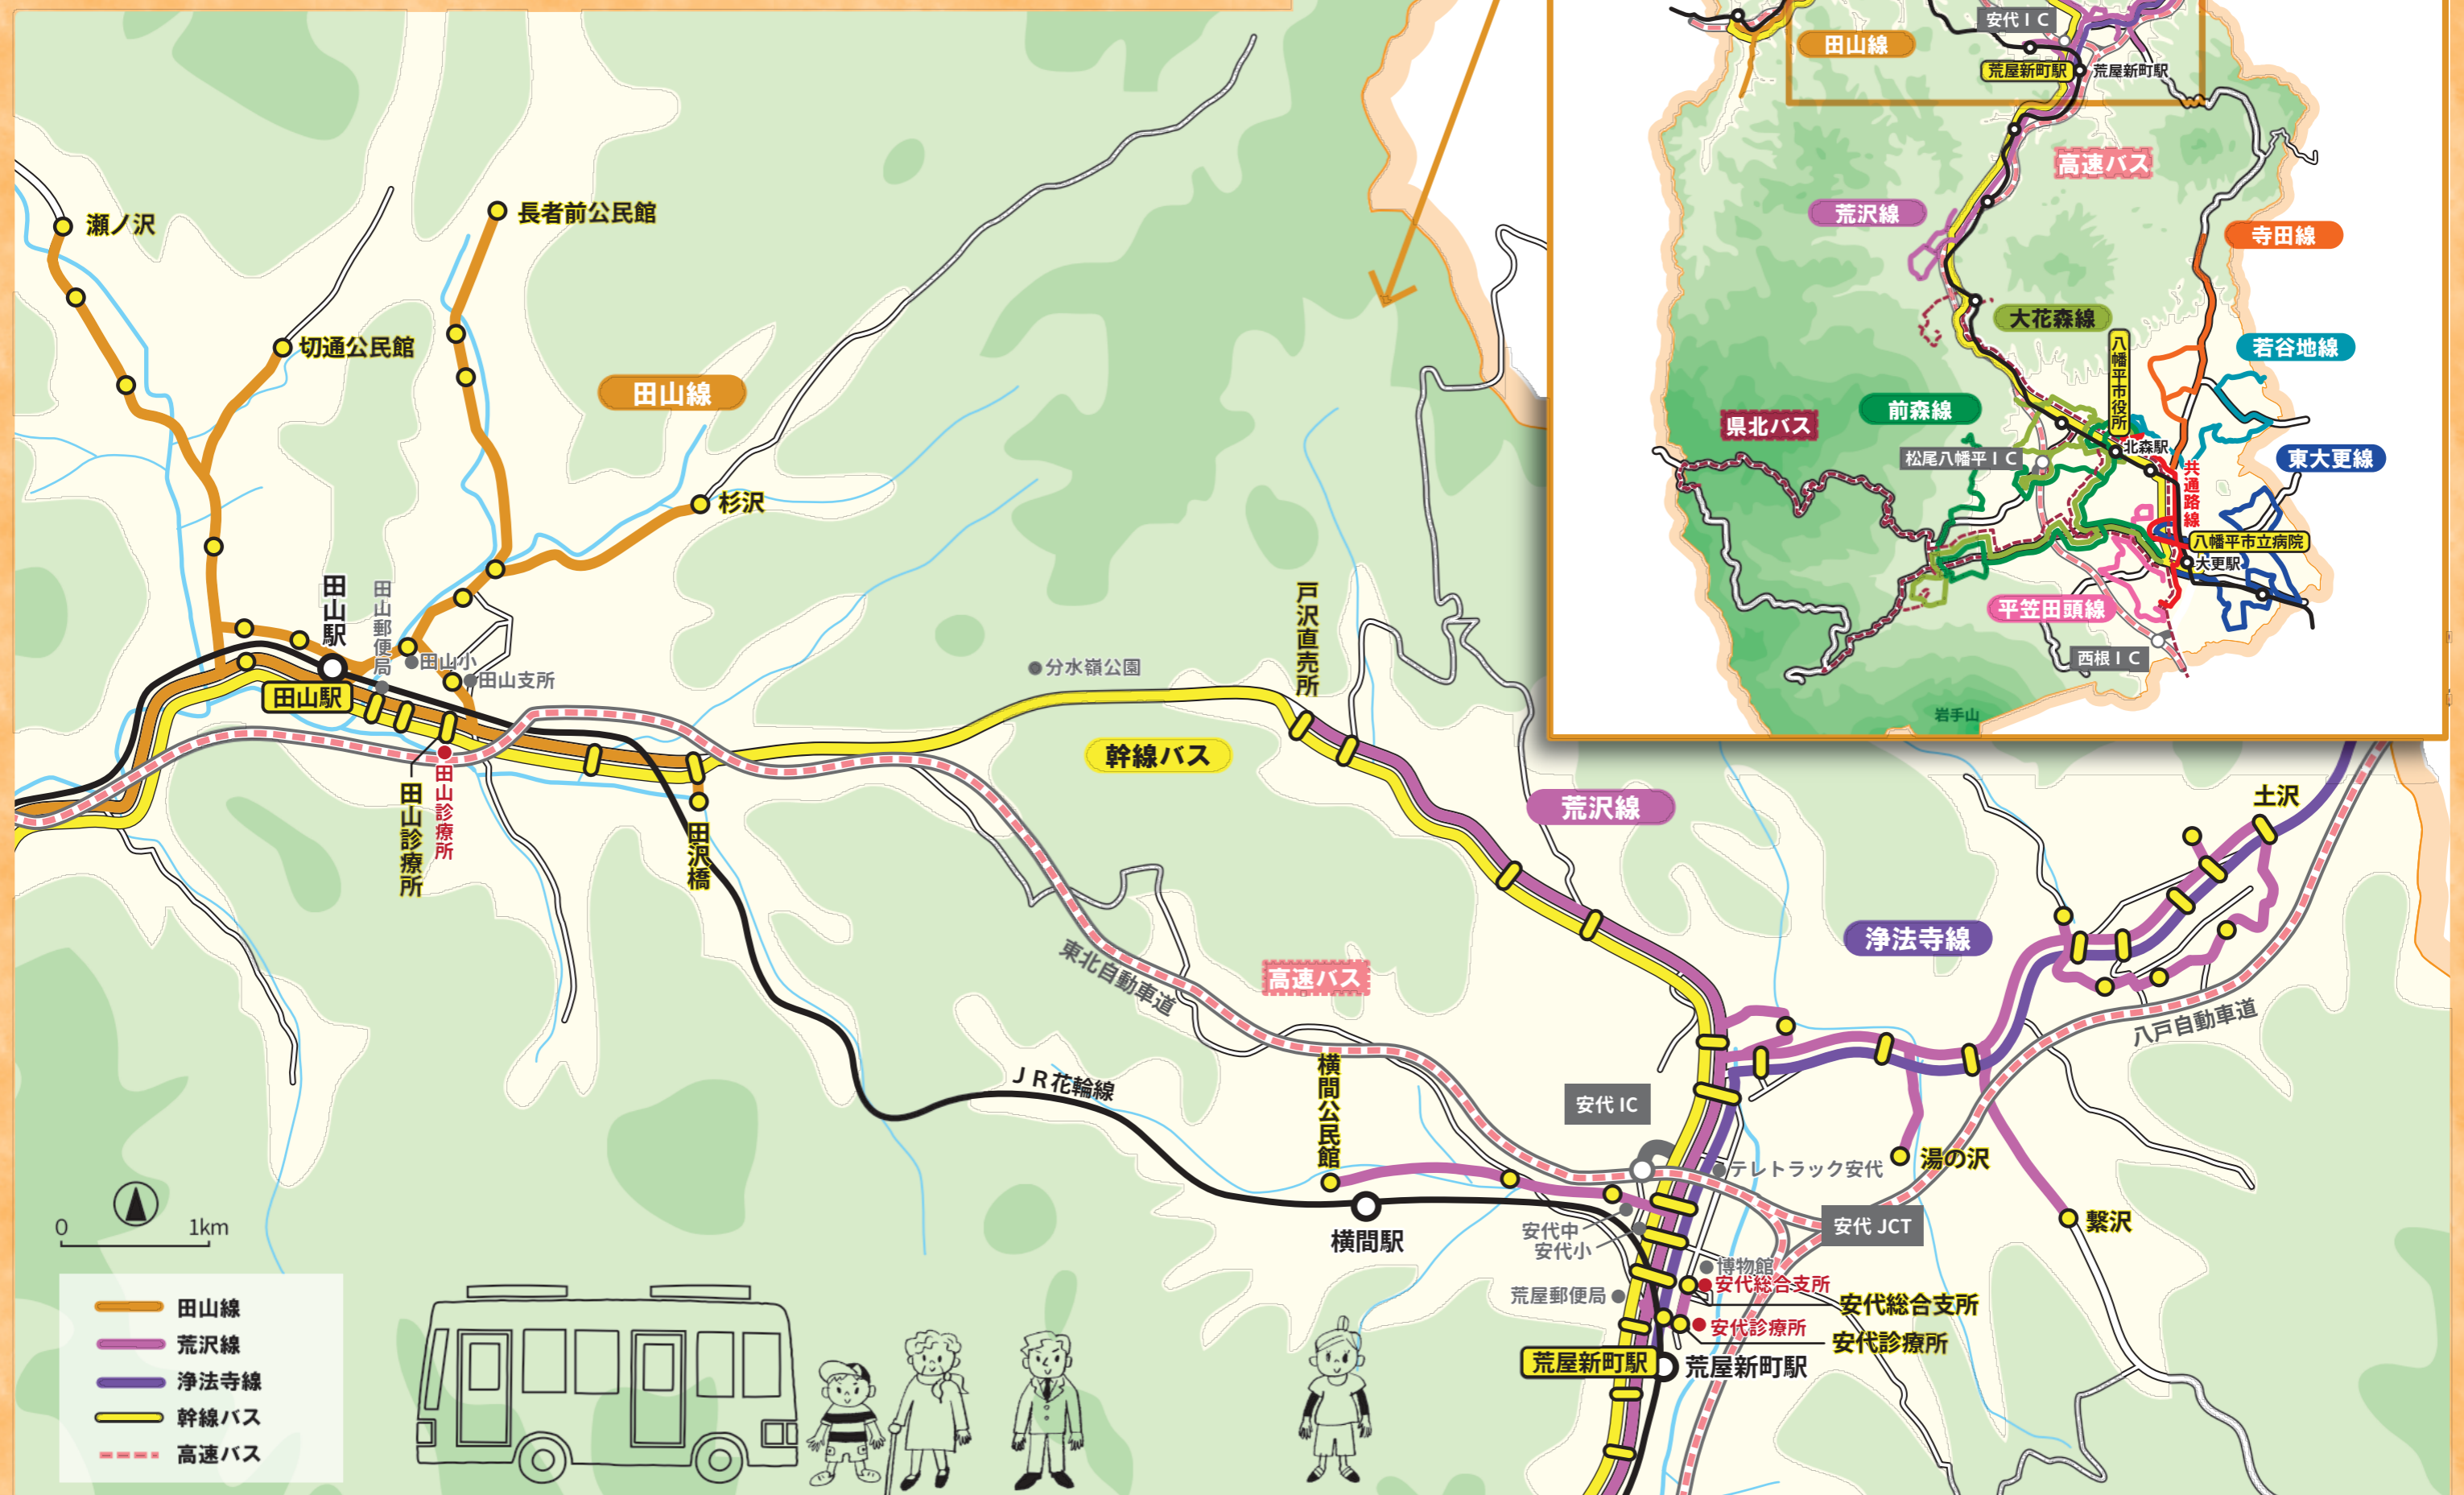 瀬ノ沢
長者前公民館
切通公民館
田山線
杉沢
田山駅
田山郵便局
田山小
田山支所
田山駅
田山診療所
田山診療所
田沢橋
分水嶺公園
戸沢直売所
幹線バス
荒沢線
高速バス
東北自動車道
JR花輪線
横間公民館
横間駅
安代 IC
テレトラック安代
安代中
安代小
博物館
安代総合支所
安代総合支所
荒屋郵便局
安代診療所
安代診療所
荒屋新町駅
荒屋新町駅
安代 JCT
浄法寺線
土沢
八戸自動車道
湯の沢
繋沢
0 1km
田山線
荒沢線
浄法寺線
幹線バス
高速バス
安代IC
田山線
荒屋新町駅
荒屋新町駅
高速バス
荒沢線
寺田線
大花森線
八幡平市役所
若谷地線
前森線
県北バス
北森駅
松尾八幡平IC
共通路線
東大更線
八幡平市立病院
大更駅
平笠田頭線
西根IC
岩手山